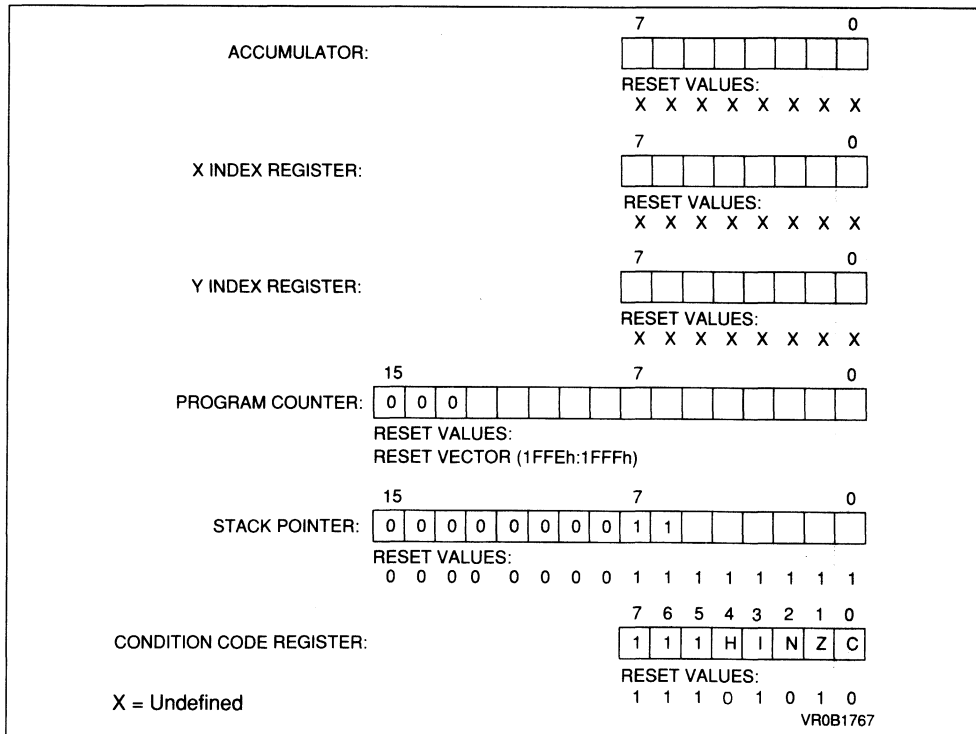 7 0
ACCUMULATOR:
RESET VALUES:
X X X X X X X X
7 0
X INDEX REGISTER:
RESET VALUES:
X X X X X X X X
7 0
Y INDEX REGISTER:
RESET VALUES:
X X X X X X X X
15 7 0
PROGRAM COUNTER: 0 0 0
RESET VALUES:
RESET VECTOR (1FFEh:1FFFh)
15 7 0
STACK POINTER: 0 0 0 0 0 0 0 0 1 1
RESET VALUES:
0 0 0 0 0 0 0 0 1 1 1 1 1 1 1 1
7 6 5 4 3 2 1 0
CONDITION CODE REGISTER: 1 1 1 H I N Z C
RESET VALUES:
1 1 1 0 1 0 1 0
X = Undefined
VR0B1767